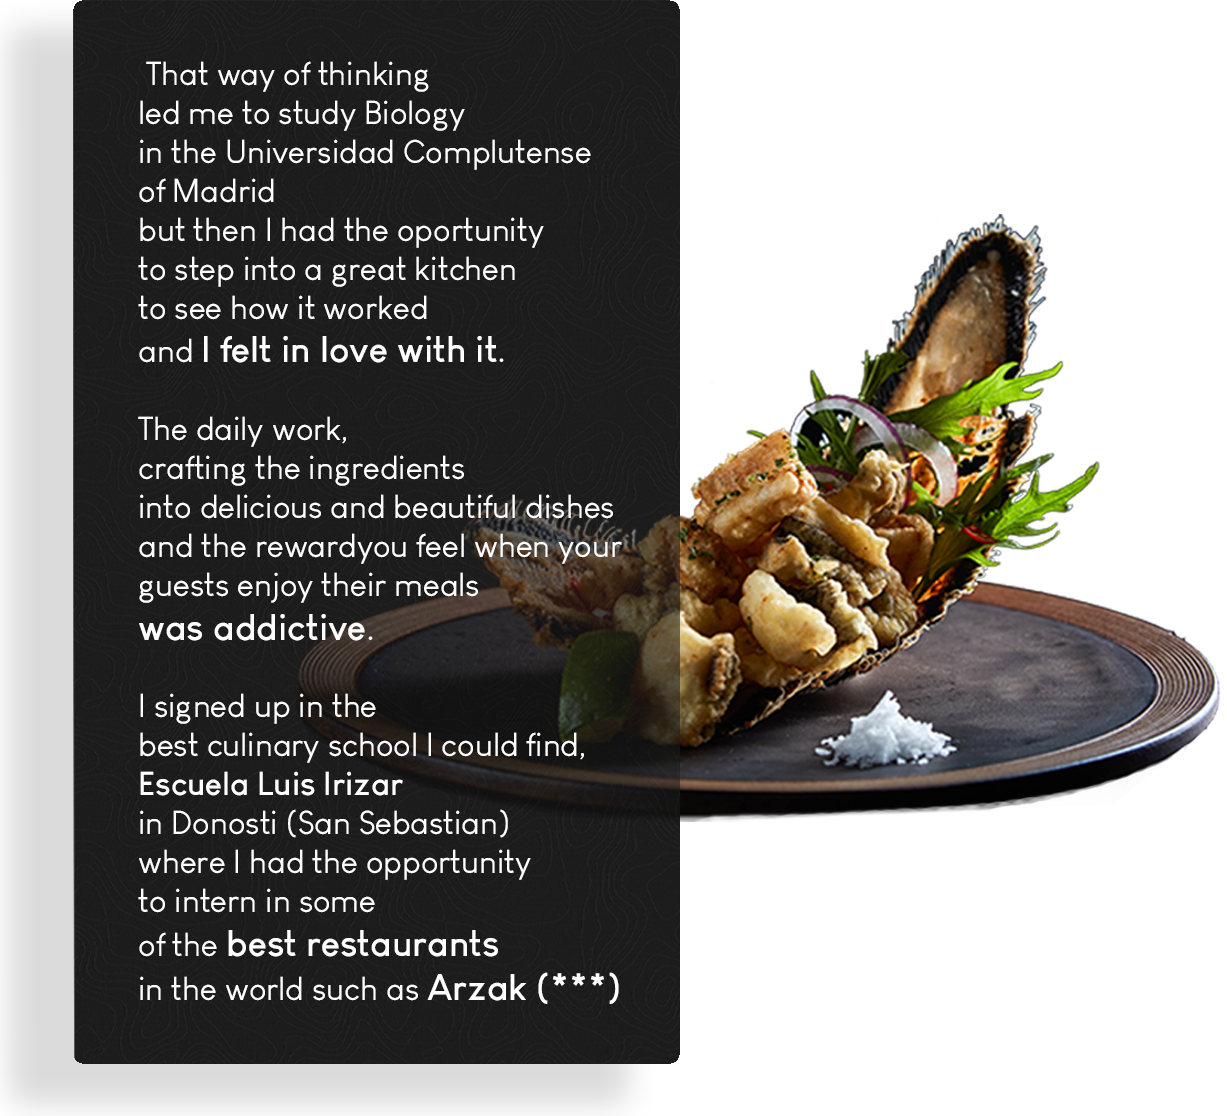 That way of thinking
led me to study Biology
in the Universidad Complutense
of Madrid
but then I had the oportunity
to step into a great kitchen
to see how it worked
and I felt in love with it.
The daily work,
crafting the ingredients
into delicious and beautiful dishes
and the rewardyou feel when your
guests enjoy their meals
was addictive.
I signed up in the
best culinary school I could find,
Escuela Luis Irizar
in Donosti (San Sebastian)
where I had the opportunity
to intern in some
of the best restaurants
in the world such as Arzak (***)